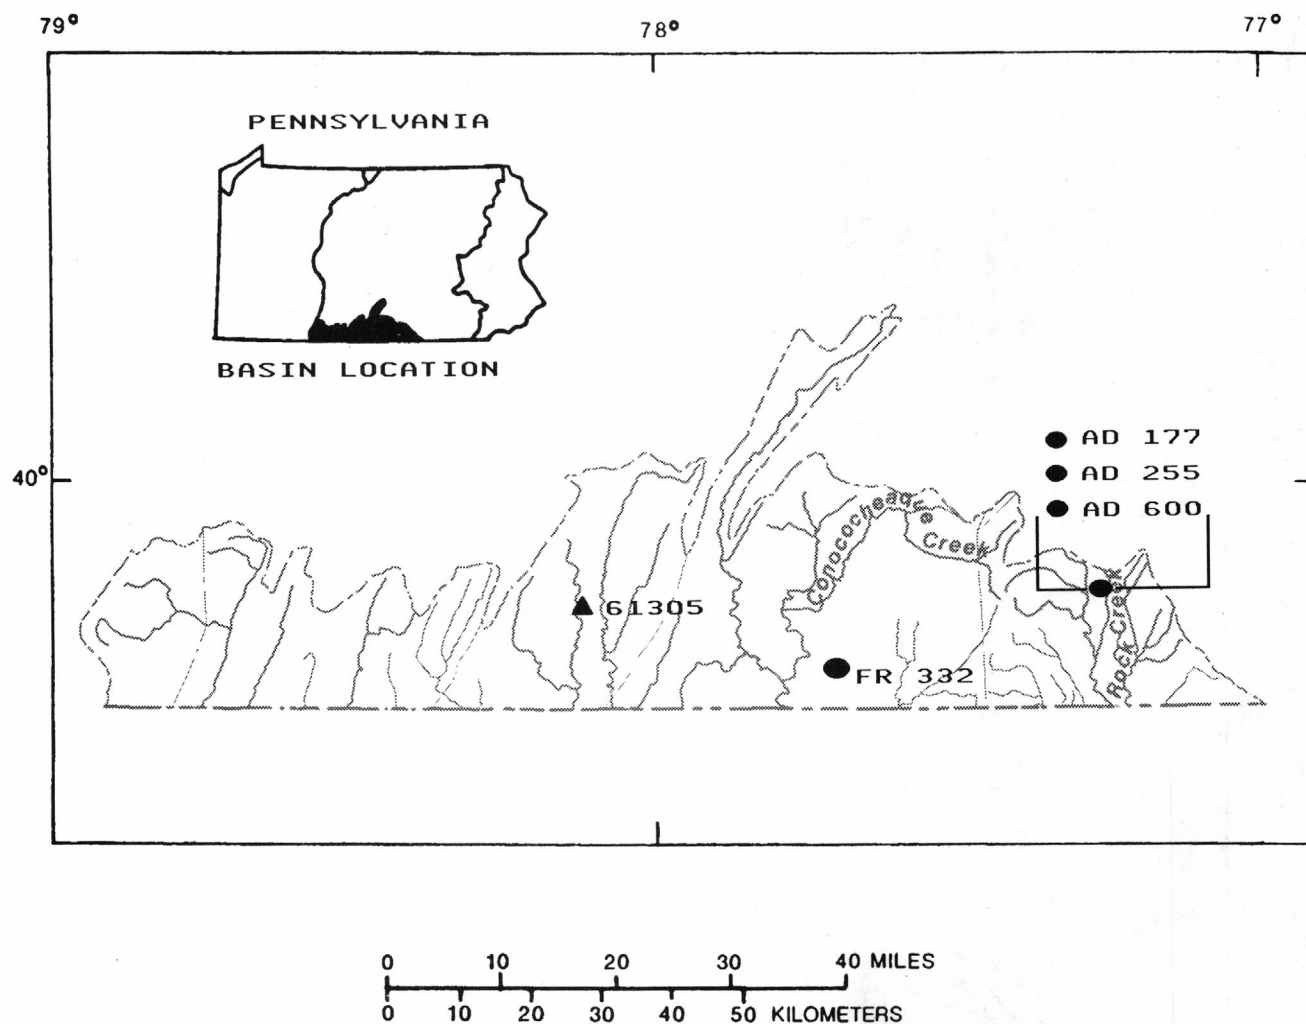 79° 78° 77°
PENNSYLVANIA
BASIN LOCATION
40°
AD 177
AD 255
AD 600
Conococheague Creek
Rock Creek
61305
FR 332
0 10 20 30 40 MILES
0 10 20 30 40 50 KILOMETERS